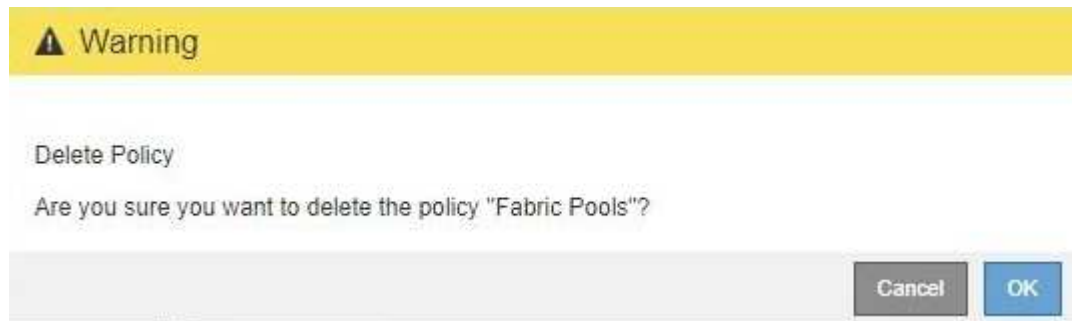 Warning
Delete Policy
Are you sure you want to delete the policy "Fabric Pools"?
Cancel OK